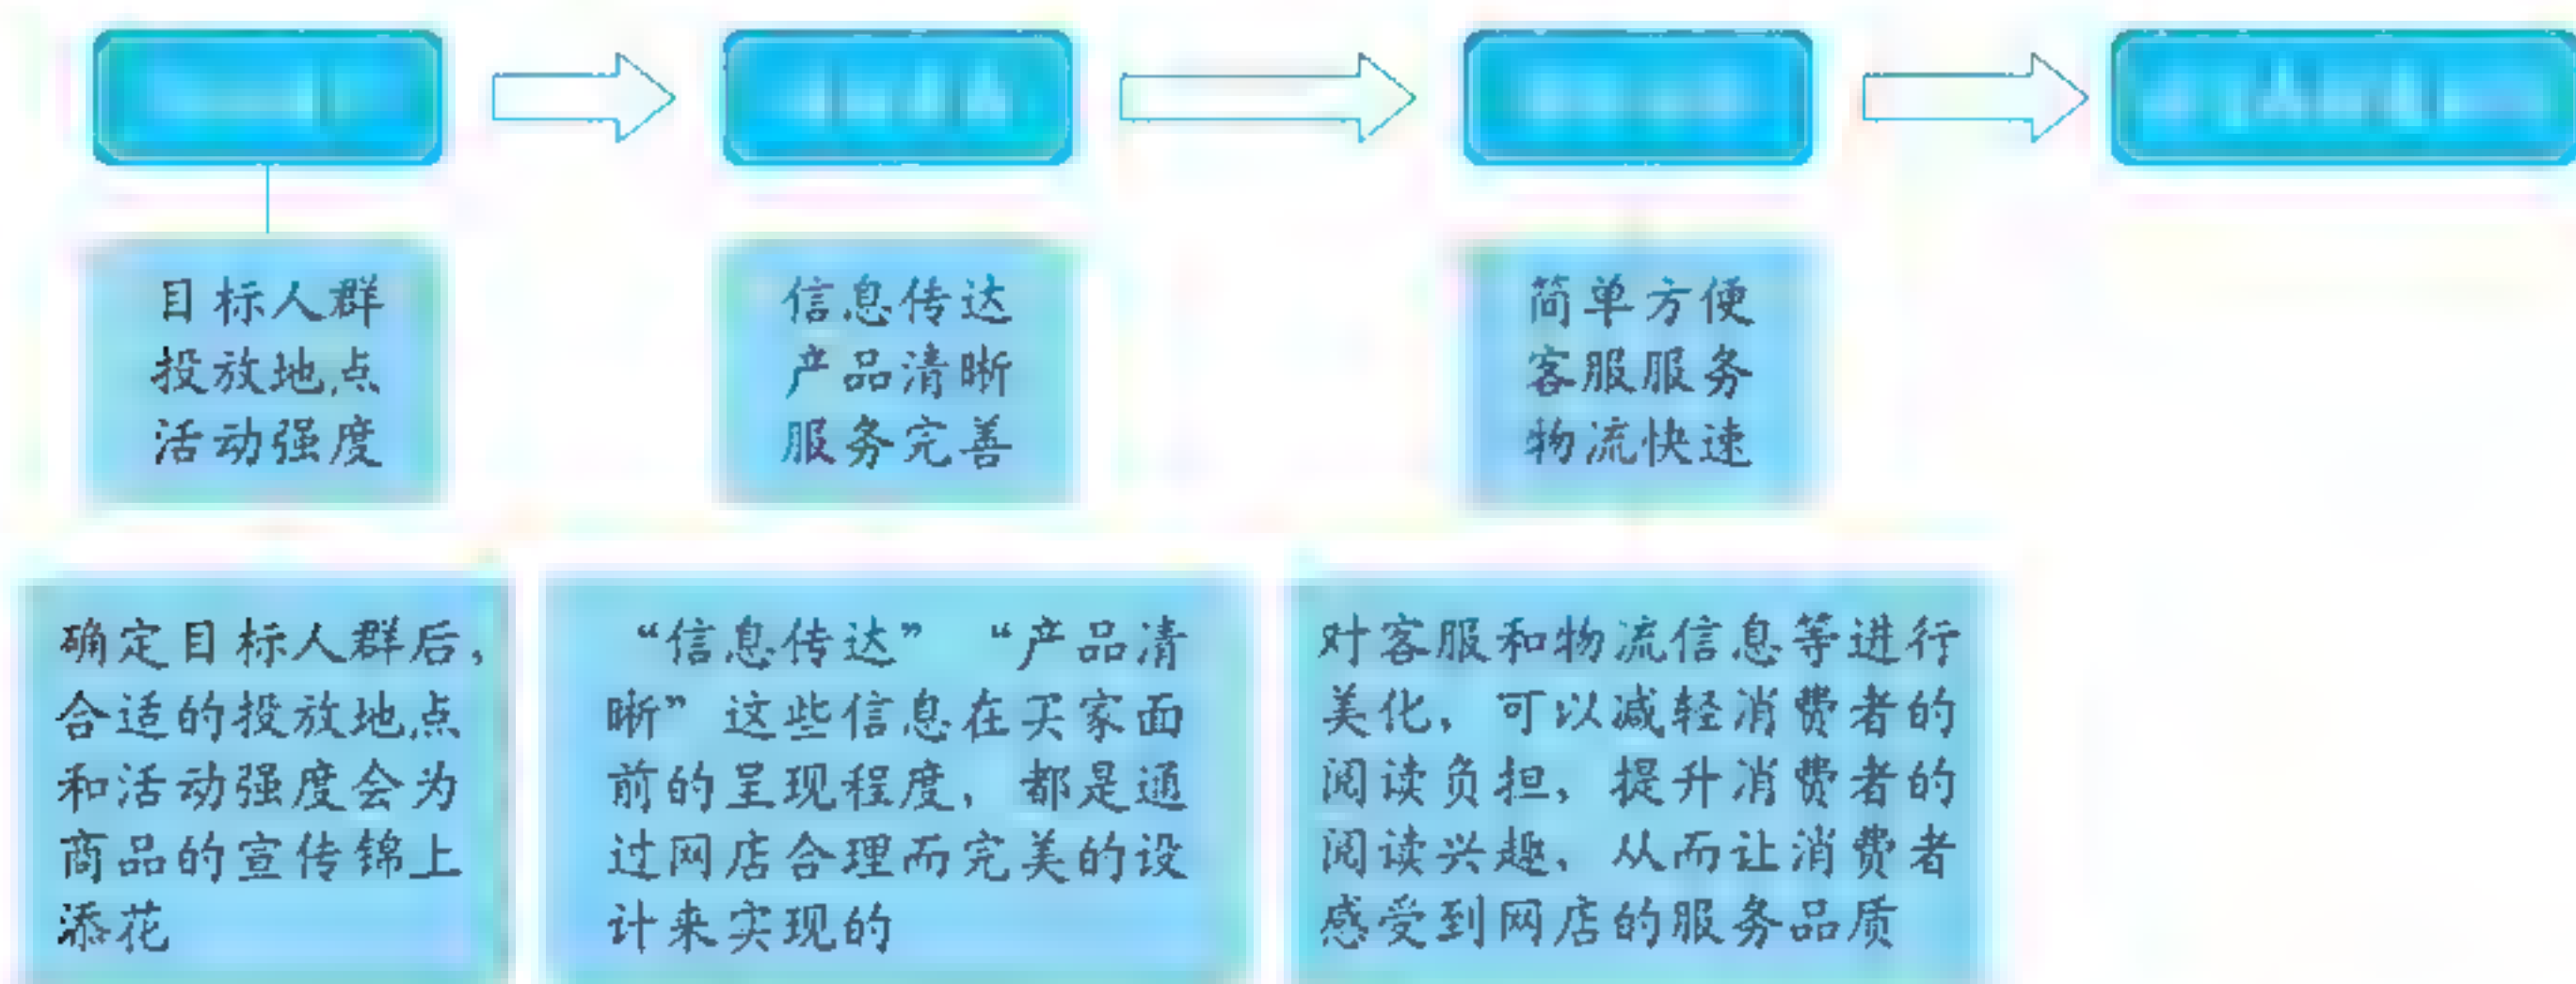 目标人群
投放地点
活动强度
信息传达
产品清晰
服务完善
简单方便
客服服务
物流快速
确定目标人群后,
合适的投放地点
和活动强度会为
商品的宣传锦上
添花
“信息传达” “产品清
晰”这些信息在买家面
前的呈现程度, 都是通
过网店合理而完美的设
计来实现的
对客服和物流信息等进行
美化, 可以减轻消费者的
阅读负担, 提升消费者的
阅读兴趣, 从而让消费者
感受到网店的服务品质